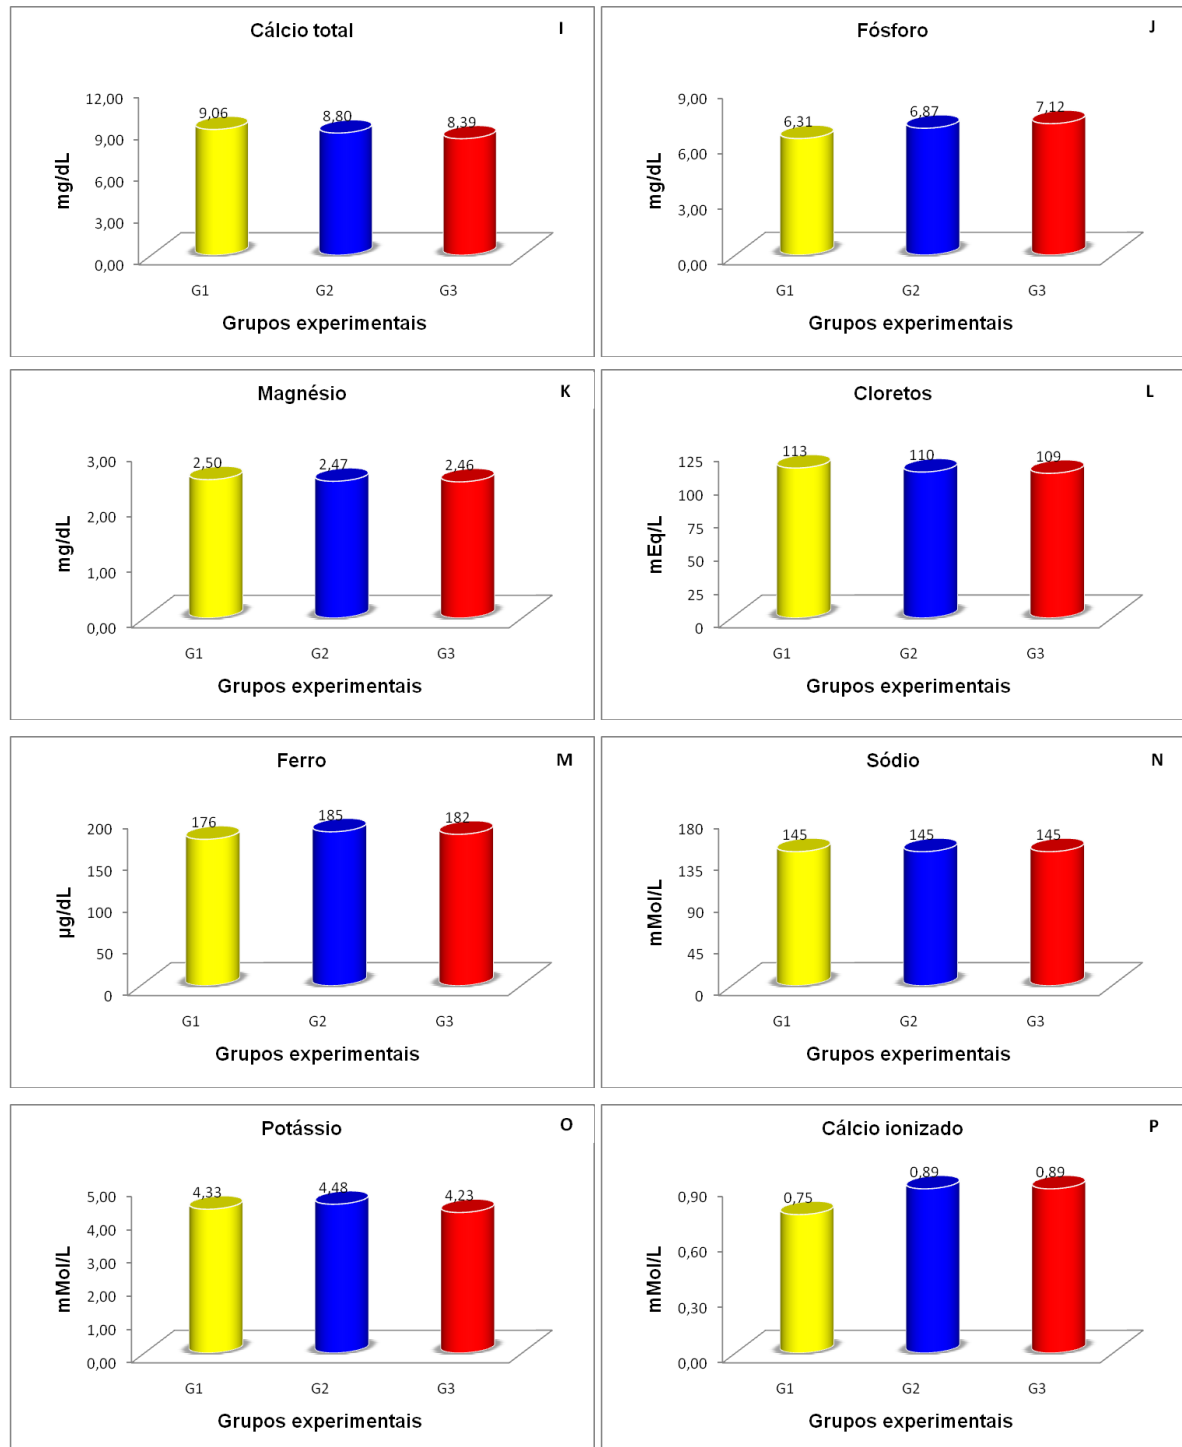 Cálcio total I
12,00
9,00
6,00
3,00
0,00
mg/dL
9,06 8,80 8,39
G1 G2 G3
Grupos experimentais
Fósforo J
9,00
6,00
3,00
0,00
mg/dL
6,31 6,87 7,12
G1 G2 G3
Grupos experimentais
Magnésio K
3,00
2,00
1,00
0,00
mg/dL
2,50 2,47 2,46
G1 G2 G3
Grupos experimentais
Cloretos L
125
100
75
50
25
0
mEq/L
113 110 109
G1 G2 G3
Grupos experimentais
Ferro M
200
150
100
50
0
µg/dL
176 185 182
G1 G2 G3
Grupos experimentais
Sódio N
180
135
90
45
0
mMol/L
145 145 145
G1 G2 G3
Grupos experimentais
Potássio O
5,00
4,00
3,00
2,00
1,00
0,00
mMol/L
4,33 4,48 4,23
G1 G2 G3
Grupos experimentais
Cálcio ionizado P
0,90
0,60
0,30
0,00
mMol/L
0,75 0,89 0,89
G1 G2 G3
Grupos experimentais